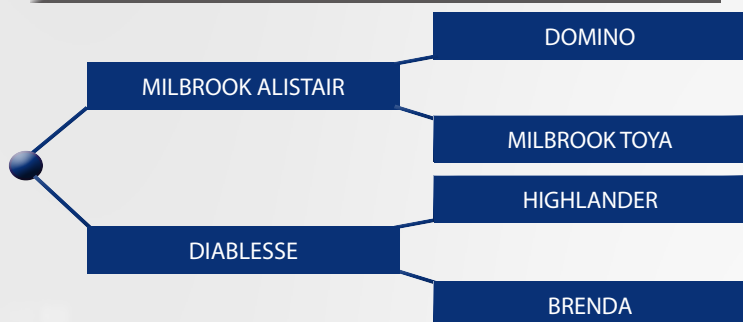 DOMINO
MILBROOK ALISTAIR
MILBROOK TOYA
HIGHLANDER
DIABLESSE
BRENDA